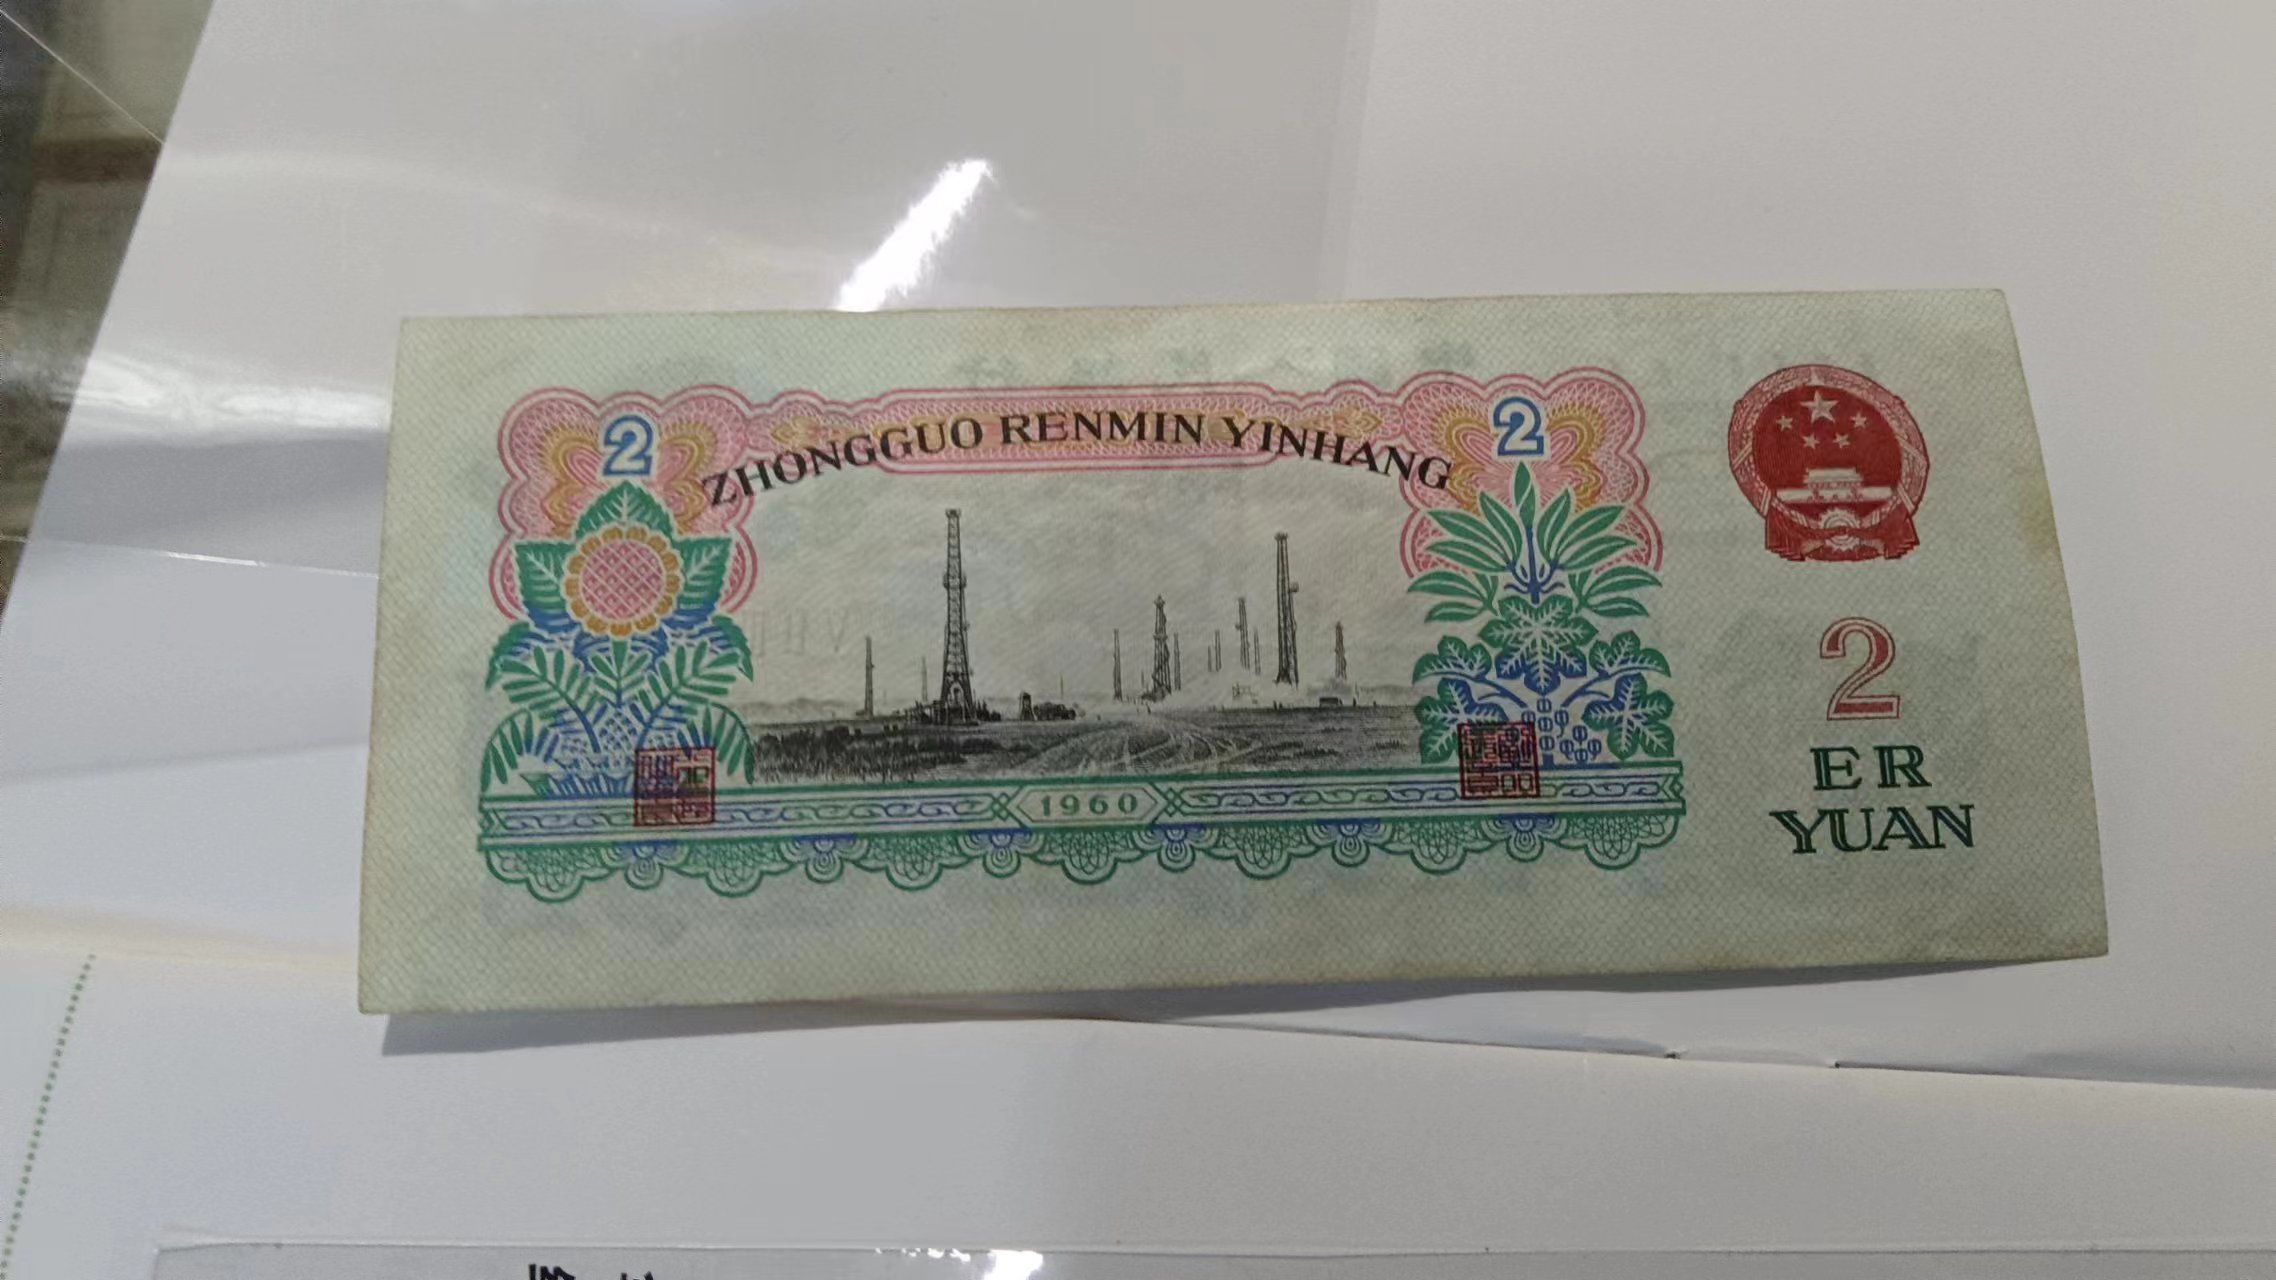 2 ZHONGGUO RENMIN YINHANG 2
1960
2
ER
YUAN